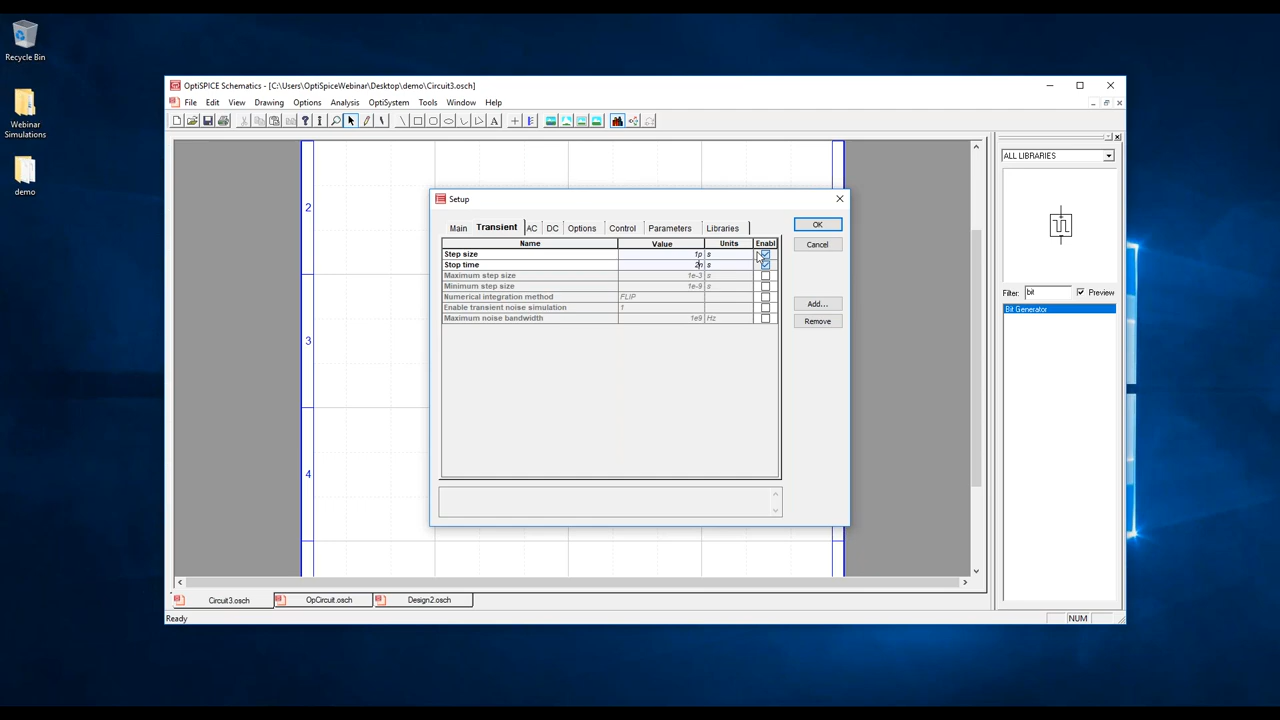 Recycle Bin
Webinar
Simulations
demo
OptiSPICE Schematics - [C:\Users\OptiSpiceWebinar\Desktop\demo\Circuit3.osch]
File Edit View Drawing Options Analysis OptiSystem Tools Window Help
2
3
4
Setup
Main Transient AC DC Options Control Parameters Libraries
Name Value Units Enabl
Step size 1p s
Stop time 2n s
Maximum step size 1e-3 s
Minimum step size 1e-9 s
Numerical integration method FLIP
Enable transient noise simulation 1
Maximum noise bandwidth 1e9 Hz
OK
Cancel
Add...
Remove
ALL LIBRARIES
Filter: bit Preview
Bit Generator
Circuit3.osch OpCircuit.osch Design2.osch
Ready NUM